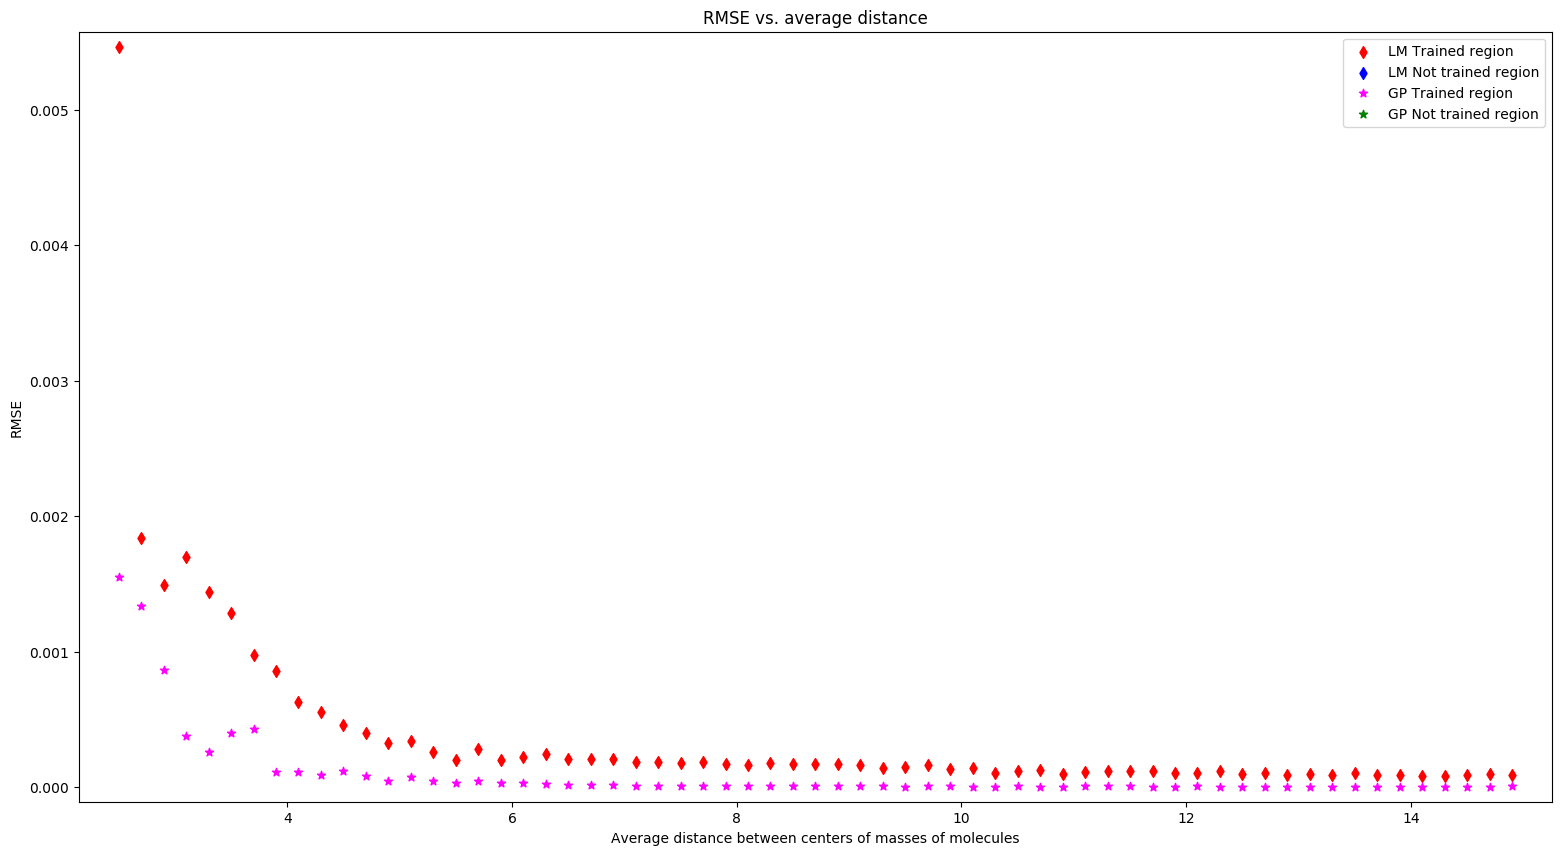 RMSE vs. average distance
LM Trained region
LM Not trained region
GP Trained region
GP Not trained region
0.005
0.004
0.003
0.002
0.001
0.000
RMSE
4 6 8 10 12 14
Average distance between centers of masses of molecules